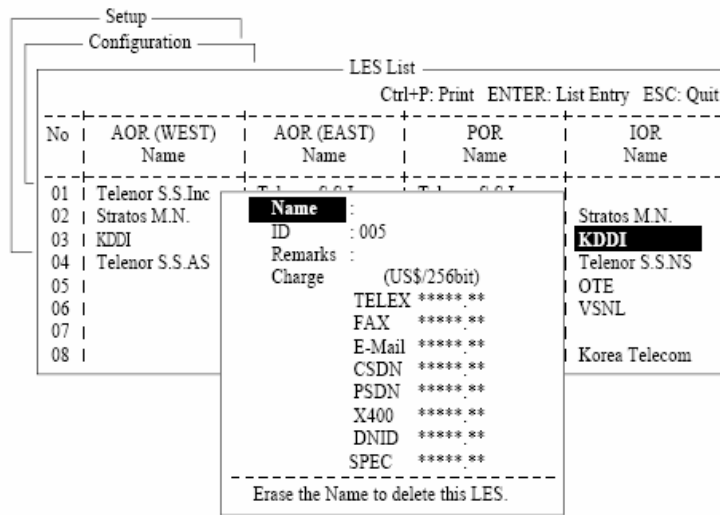 Setup
Configuration
LES List
Ctrl+P: Print ENTER: List Entry ESC: Quit
No AOR (WEST) AOR (EAST) POR IOR
Name Name Name Name
01 Telenor S.S.Inc
02 Stratos M.N. Stratos M.N.
03 KDDI KDDI
04 Telenor S.S.AS Telenor S.S.NS
05 OTE
06 VSNL
07
08 Korea Telecom
Name :
ID : 005
Remarks :
Charge (US$/256bit)
TELEX *****.**
FAX *****.**
E-Mail *****.**
CSDN *****.**
PSDN *****.**
X400 *****.**
DNID *****.**
SPEC *****.**
Erase the Name to delete this LES.